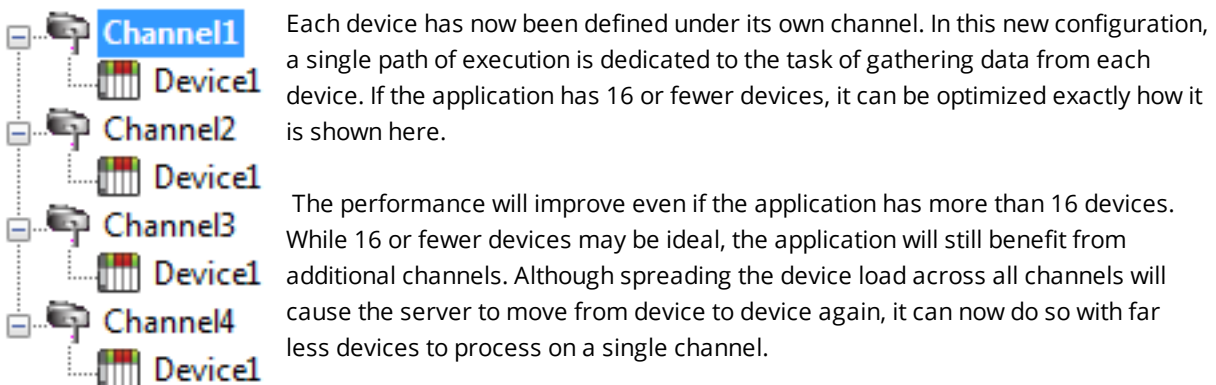 Channel1
Device1
Channel2
Device1
Channel3
Device1
Channel4
Device1
Each device has now been defined under its own channel. In this new configuration,
a single path of execution is dedicated to the task of gathering data from each
device. If the application has 16 or fewer devices, it can be optimized exactly how it
is shown here.
The performance will improve even if the application has more than 16 devices.
While 16 or fewer devices may be ideal, the application will still benefit from
additional channels. Although spreading the device load across all channels will
cause the server to move from device to device again, it can now do so with far
less devices to process on a single channel.